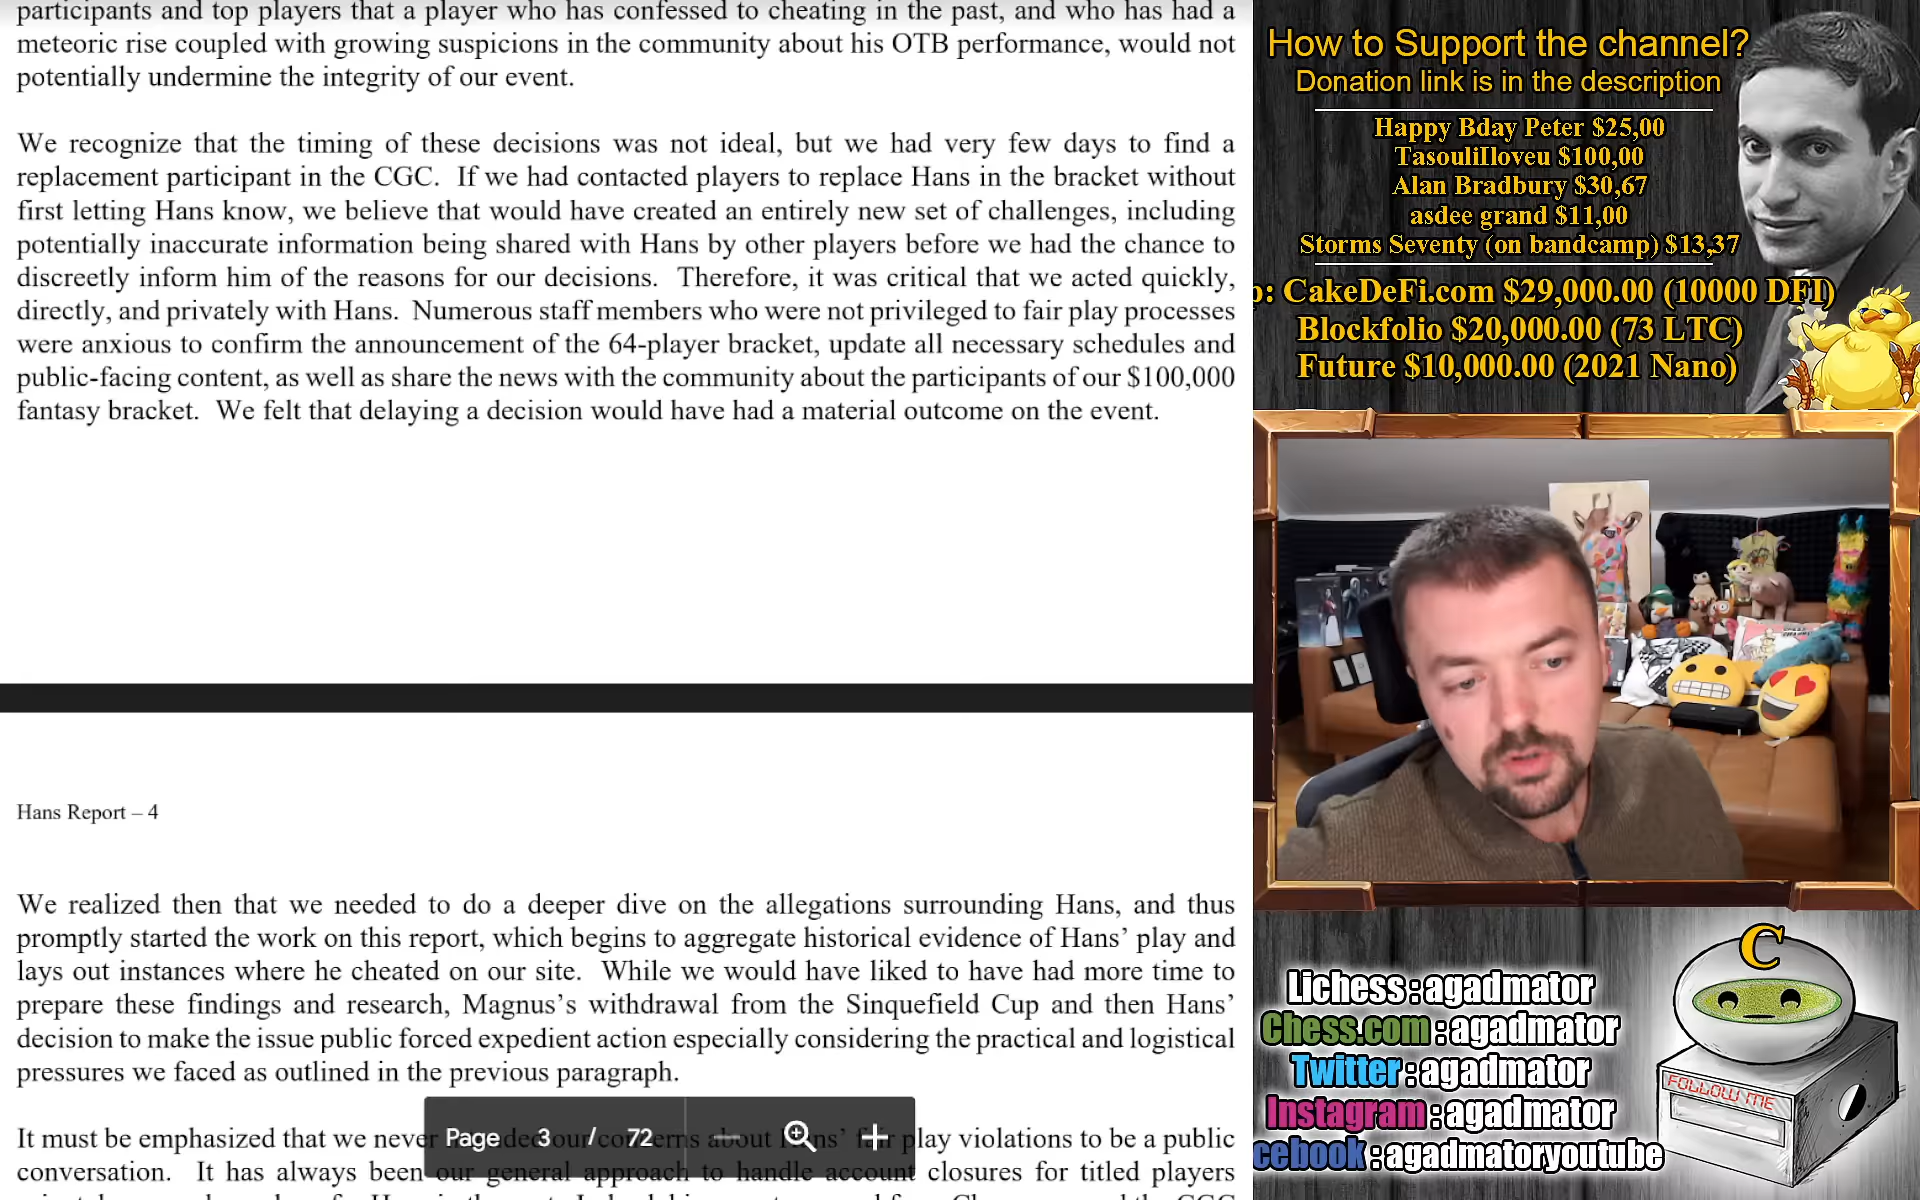 participants and top players that a player who has confessed to cheating in the past, and who has had a
meteoric rise coupled with growing suspicions in the community about his OTB performance, would not
potentially undermine the integrity of our event.
We recognize that the timing of these decisions was not ideal, but we had very few days to find a
replacement participant in the CGC. If we had contacted players to replace Hans in the bracket without
first letting Hans know, we believe that would have created an entirely new set of challenges, including
potentially inaccurate information being shared with Hans by other players before we had the chance to
discreetly inform him of the reasons for our decisions. Therefore, it was critical that we acted quickly,
directly, and privately with Hans. Numerous staff members who were not privileged to fair play processes
were anxious to confirm the announcement of the 64-player bracket, update all necessary schedules and
public-facing content, as well as share the news with the community about the participants of our $100,000
fantasy bracket. We felt that delaying a decision would have had a material outcome on the event.
Hans Report – 4
We realized then that we needed to do a deeper dive on the allegations surrounding Hans, and thus
promptly started the work on this report, which begins to aggregate historical evidence of Hans’ play and
lays out instances where he cheated on our site. While we would have liked to have had more time to
prepare these findings and research, Magnus’s withdrawal from the Sinquefield Cup and then Hans’
decision to make the issue public forced expedient action especially considering the practical and logistical
pressures we faced as outlined in the previous paragraph.
It must be emphasized that we never our concerns about play violations to be a public
conversation. It has always been our general approach to handle account closures for titled players
Page 3 / 72
How to Support the channel?
Donation link is in the description
Happy Bday Peter $25,00
TasouliIloveu $100,00
Alan Bradbury $30,67
asdee grand $11,00
Storms Seventy (on bandcamp) $13,37
: CakeDeFi.com $29,000.00 (10000 DFI)
Blockfolio $20,000.00 (73 LTC)
Future $10,000.00 (2021 Nano)
Lichess:agadmator
Chess.com:agadmator
Twitter:agadmator
Instagram:agadmator
cebook:agadmatoryoutube
C
FOLLOW ME